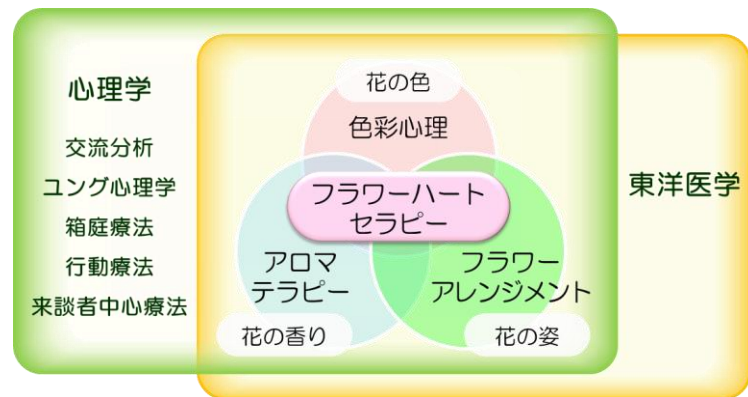 心理学
交流分析
ユング心理学
箱庭療法
行動療法
来談者中心療法
花の色
色彩心理
フラワーハート
セラピー
アロマ
テラピー
花の香り
フラワー
アレンジメント
花の姿
東洋医学